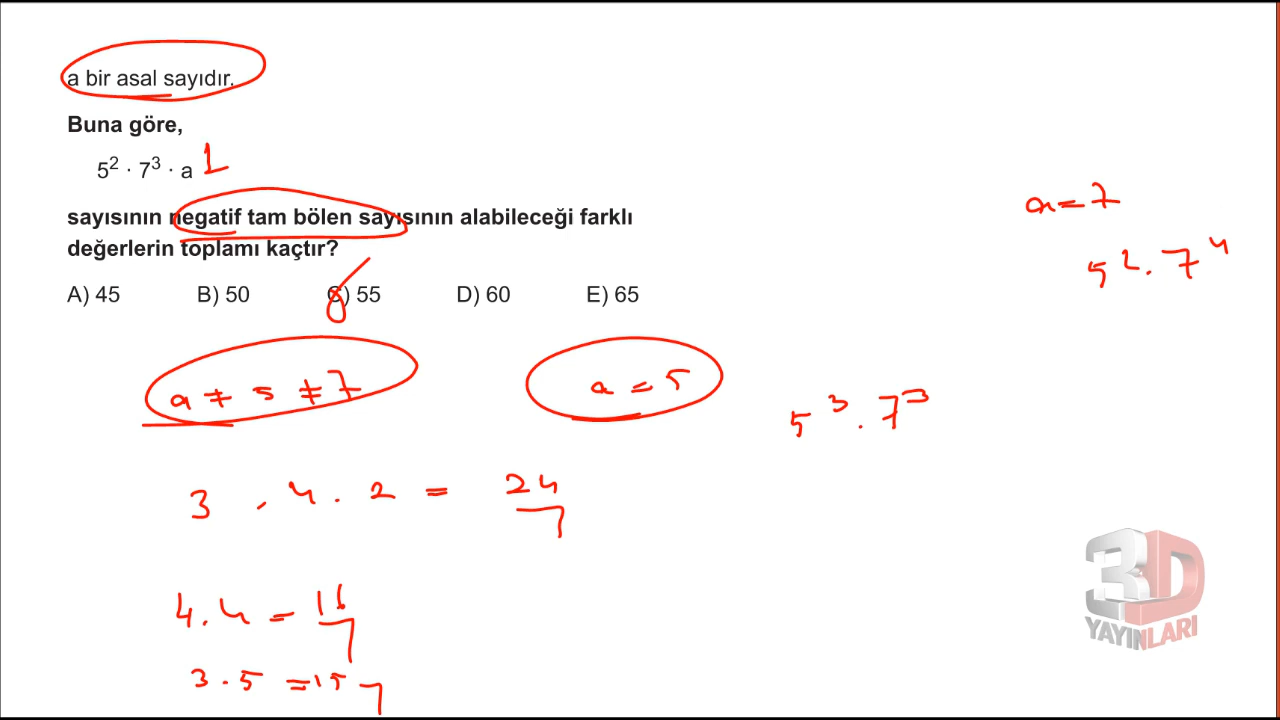 a bir asal sayıdır.
Buna göre,
5² · 7³ · a 1
sayısının negatif tam bölen sayısının alabileceği farklı
değerlerin toplamı kaçtır?
A) 45 B) 50 C) 55 D) 60 E) 65
a = 7
5² · 7⁴
a ≠ 5 ≠ 7
a = 5
5³ · 7³
3 · 4 · 2 = 24
4 · 4 = 16
3 · 5 = 15
3D
YAYINLARI